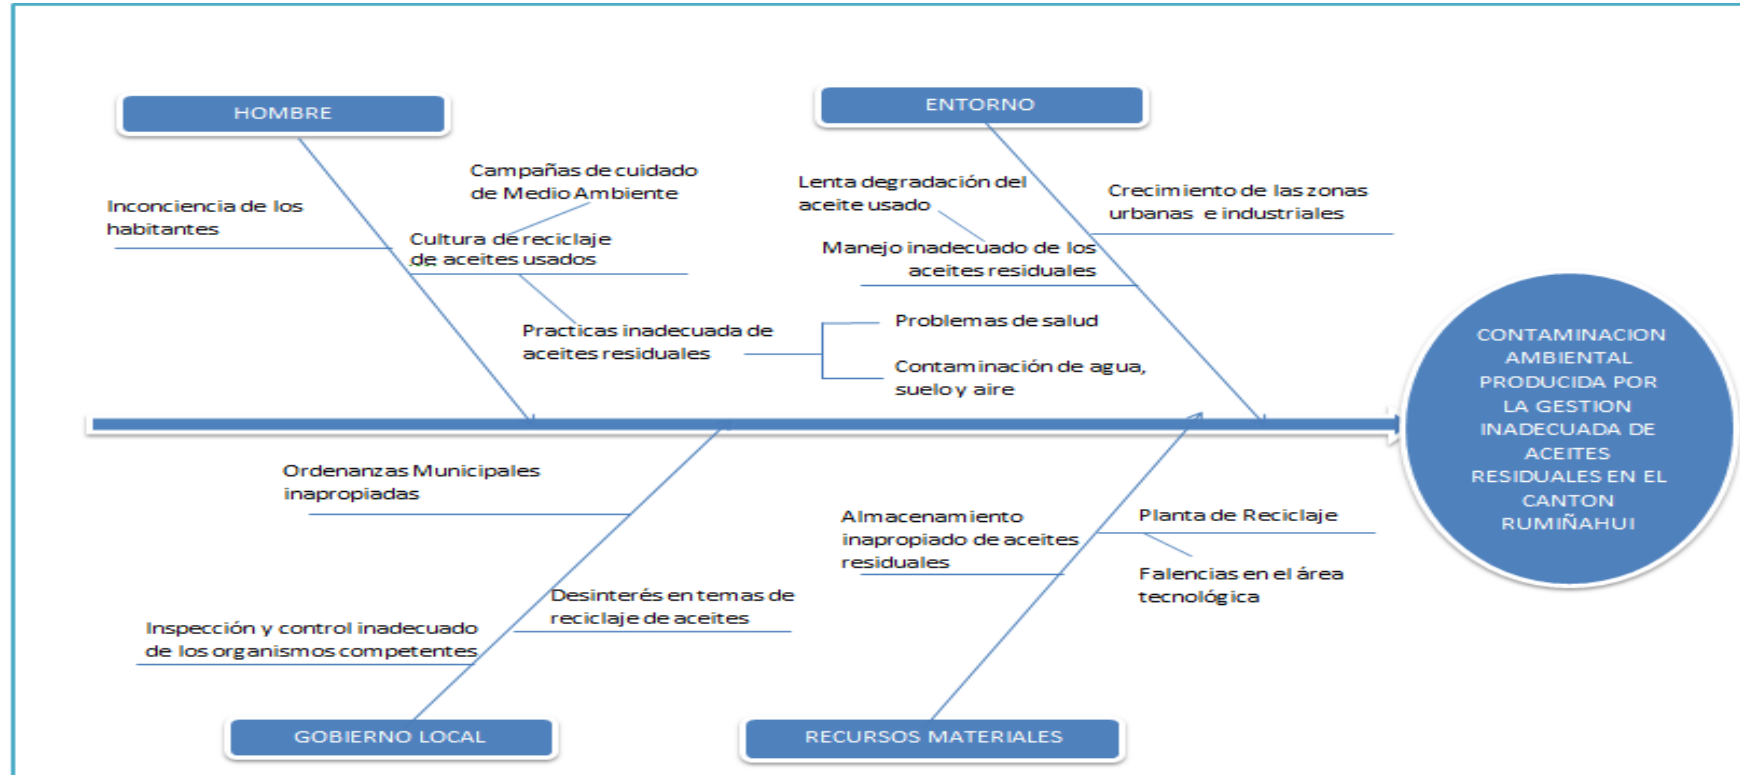 HOMBRE
ENTORNO
Campañas de cuidado
de Medio Ambiente
Inconciencia de los
habitantes
Cultura de reciclaje
de aceites usados
Practicas inadecuada de
aceites residuales
Problemas de salud
Contaminación de agua,
suelo y aire
Lenta degradación del
aceite usado
Manejo inadecuado de los
aceites residuales
Crecimiento de las zonas
urbanas e industriales
CONTAMINACION
AMBIENTAL
PRODUCIDA POR
LA GESTION
INADECUADA DE
ACEITES
RESIDUALES EN EL
CANTON
RUMIÑAHUI
Ordenanzas Municipales
inapropiadas
Desinterés en temas de
reciclaje de aceites
Inspección y control inadecuado
de los organismos competentes
Almacenamiento
inapropiado de aceites
residuales
Planta de Reciclaje
Falencias en el área
tecnológica
GOBIERNO LOCAL
RECURSOS MATERIALES